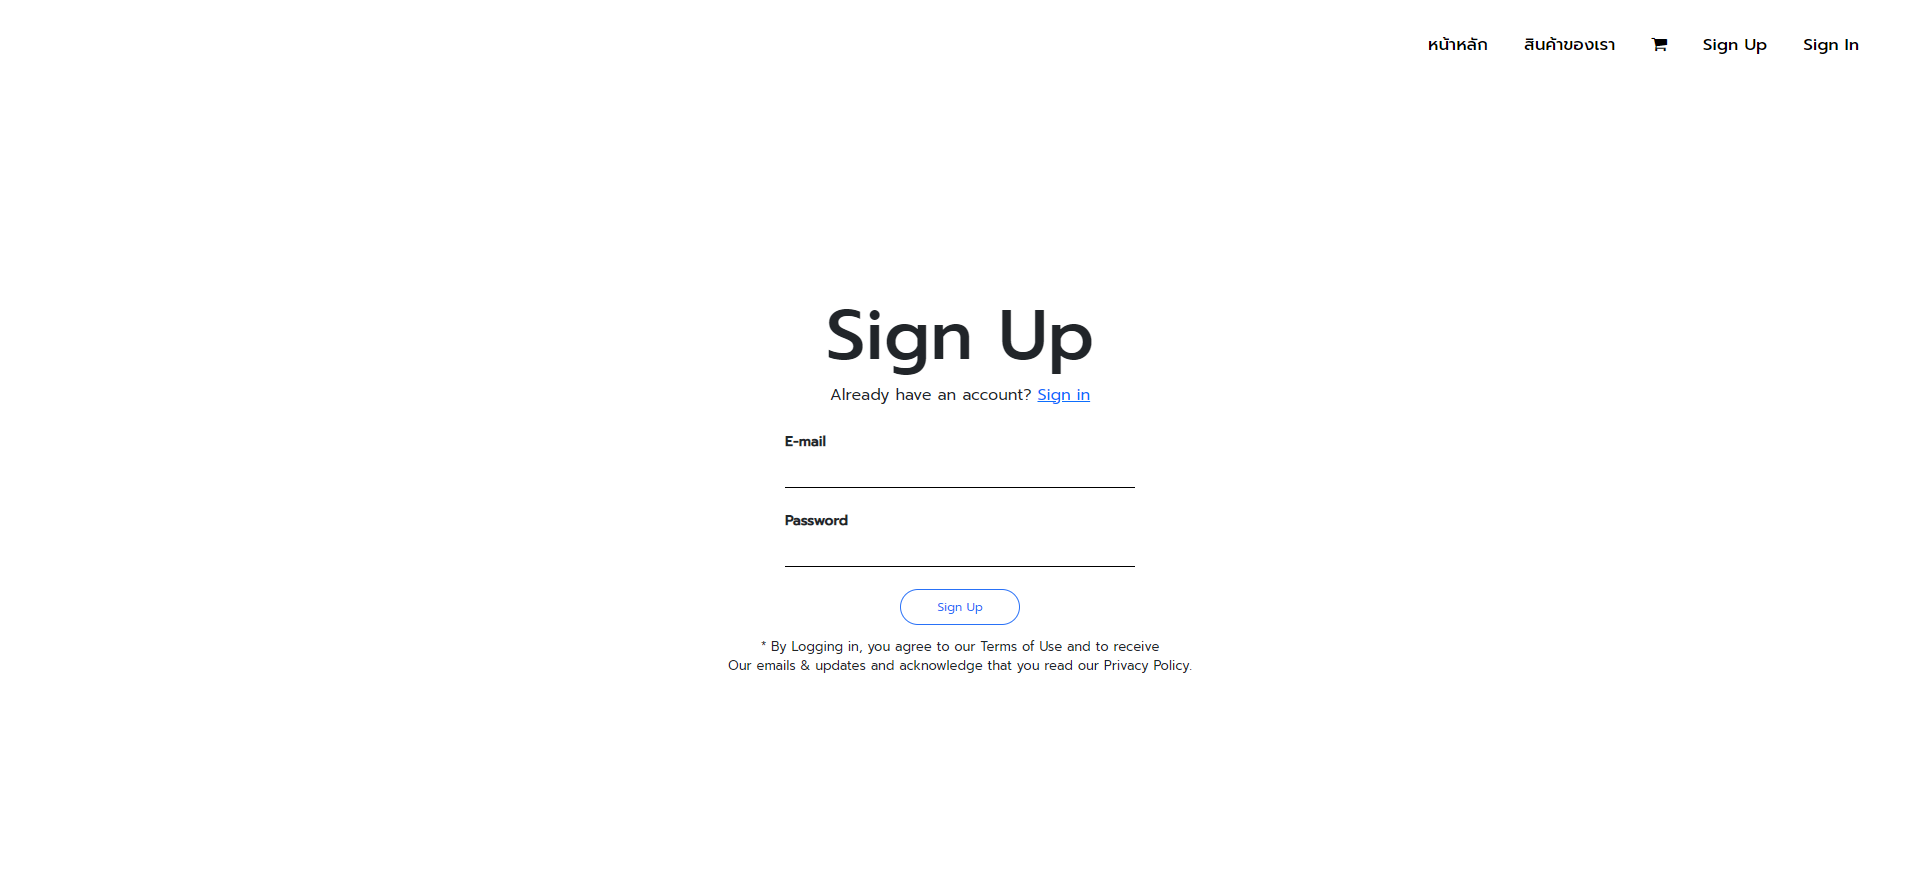 หน้าหลัก สินค้าของเรา Sign Up Sign In
Sign Up
Already have an account? Sign in
E-mail
Password
Sign Up
* By Logging in, you agree to our Terms of Use and to receive
Our emails & updates and acknowledge that you read our Privacy Policy.